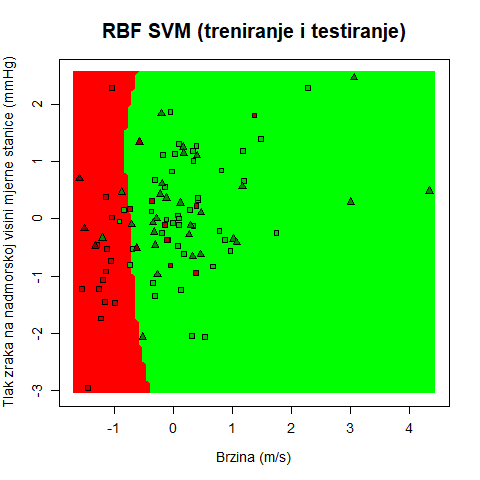 RBF SVM (treniranje i testiranje)
Tlak zraka na nadmorskoj visini mjerne stanice (mmHg)
2
1
0
-1
-2
-3
-1 0 1 2 3 4
Brzina (m/s)